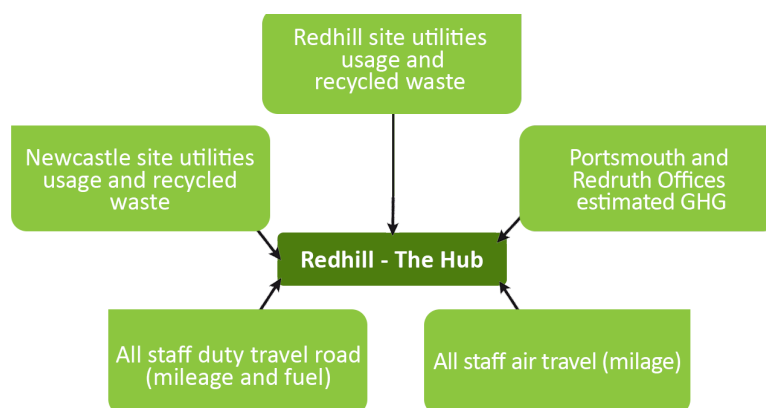 Redhill site utilities
usage and
recycled waste
Newcastle site utilities
usage and recycled
waste
Portsmouth and
Redruth Offices
estimated GHG
Redhill - The Hub
All staff duty travel road
(mileage and fuel)
All staff air travel (milage)